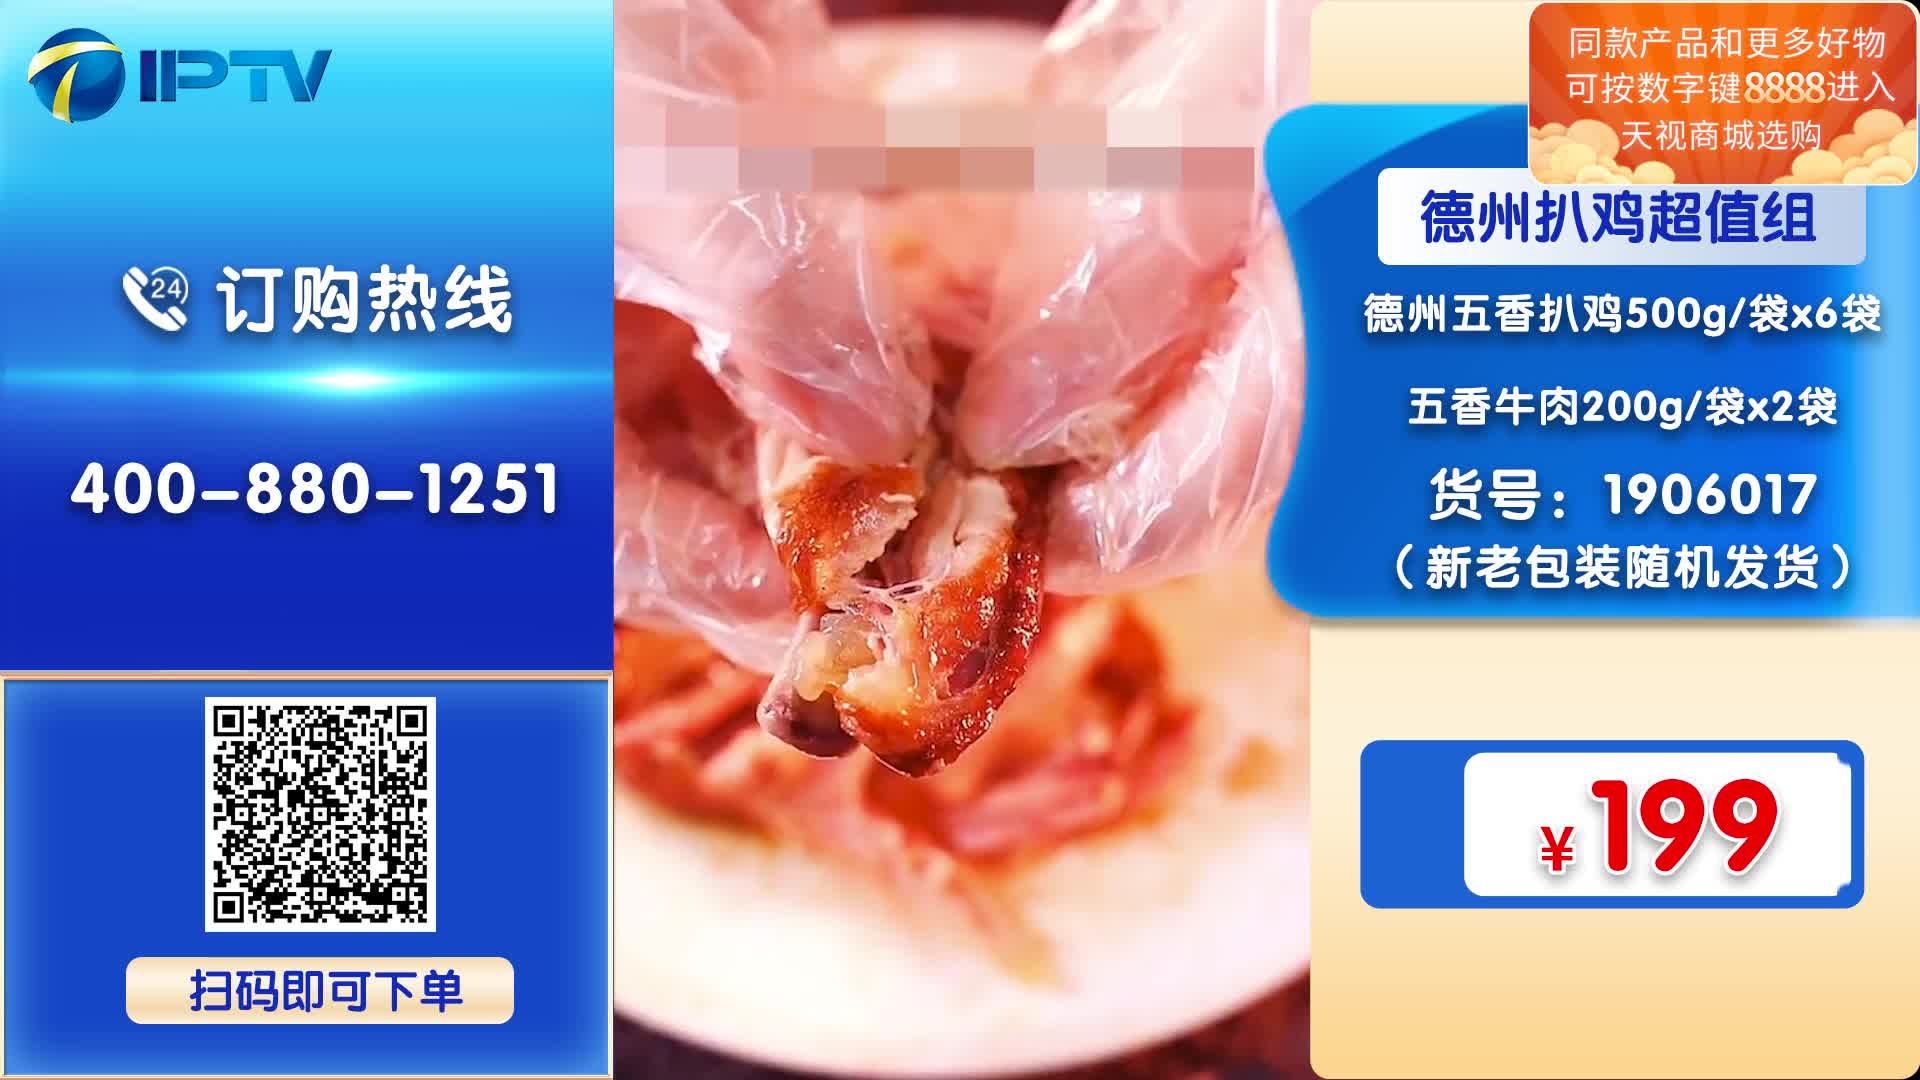 IPTV
24
订购热线
400-880-1251
扫码即可下单
同款产品和更多好物
可按数字键8888进入
天视商城选购
德州扒鸡超值组
德州五香扒鸡500g/袋x6袋
五香牛肉200g/袋x2袋
货号：1906017
（新老包装随机发货）
¥199